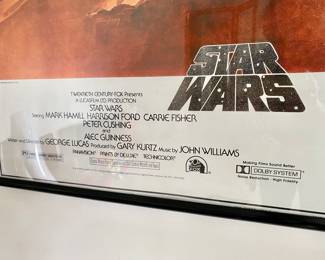 STAR
WARS
TWENTIETH CENTURY-FOX Presents
A LUCASFILM LTD. PRODUCTION
STAR WARS
Starring MARK HAMILL HARRISON FORD CARRIE FISHER
PETER CUSHING
and
ALEC GUINNESS
Written and Directed by GEORGE LUCAS Produced by GARY KURTZ Music by JOHN WILLIAMS
PANAVISION PRINTS BY DELUXE TECHNICOLOR
Making Films Sound Better
DOLBY SYSTEM
Noise Reduction · High Fidelity